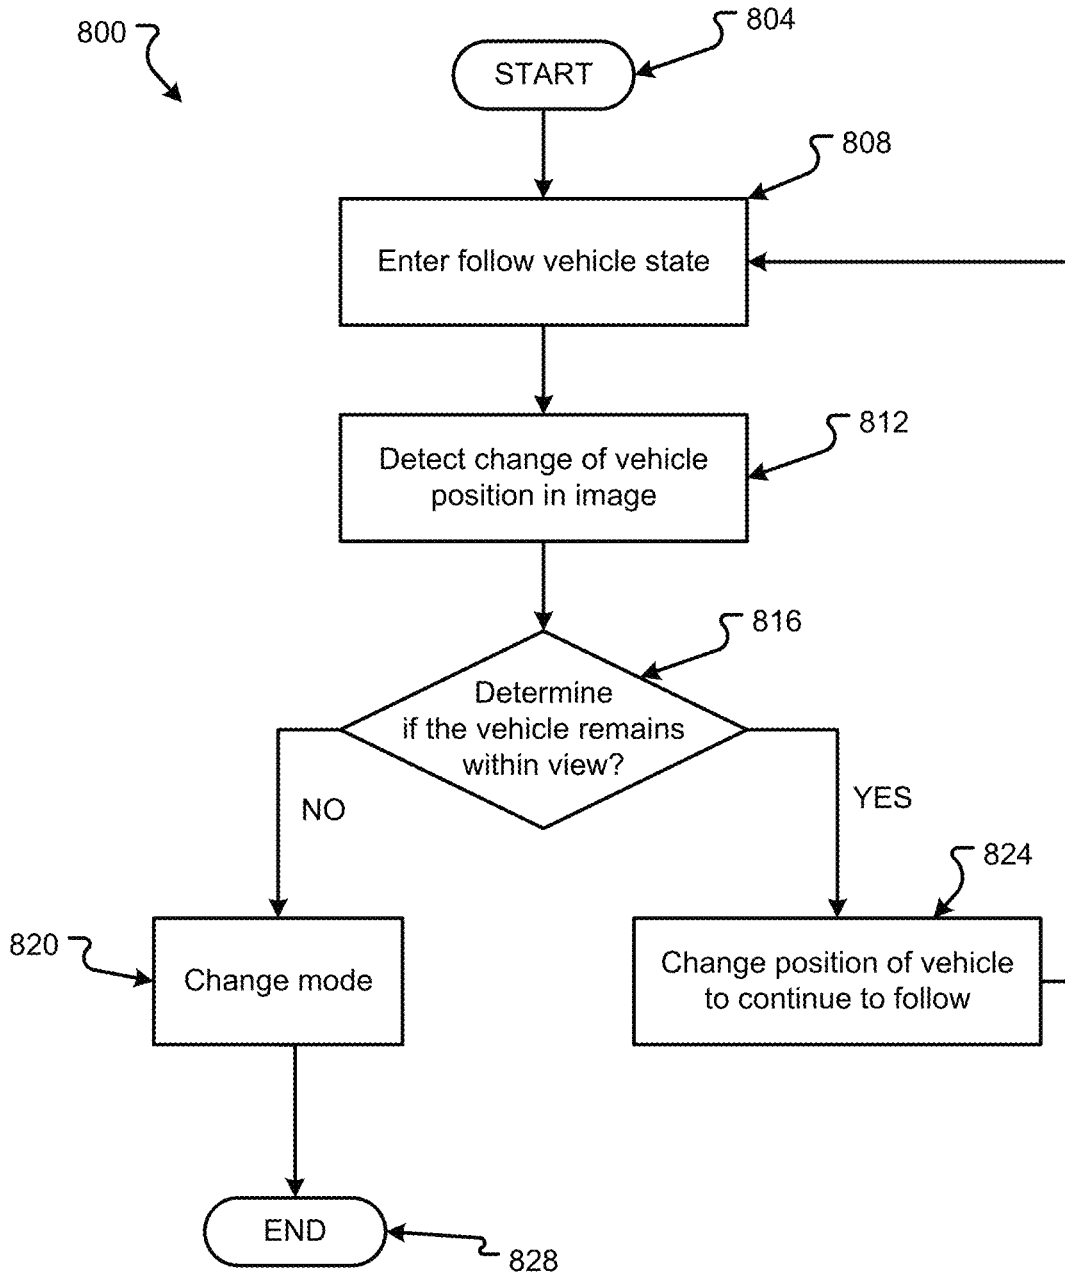 800
804
START
808
Enter follow vehicle state
812
Detect change of vehicle
position in image
816
Determine
if the vehicle remains
within view?
NO
YES
824
820
Change mode
Change position of vehicle
to continue to follow
END
828